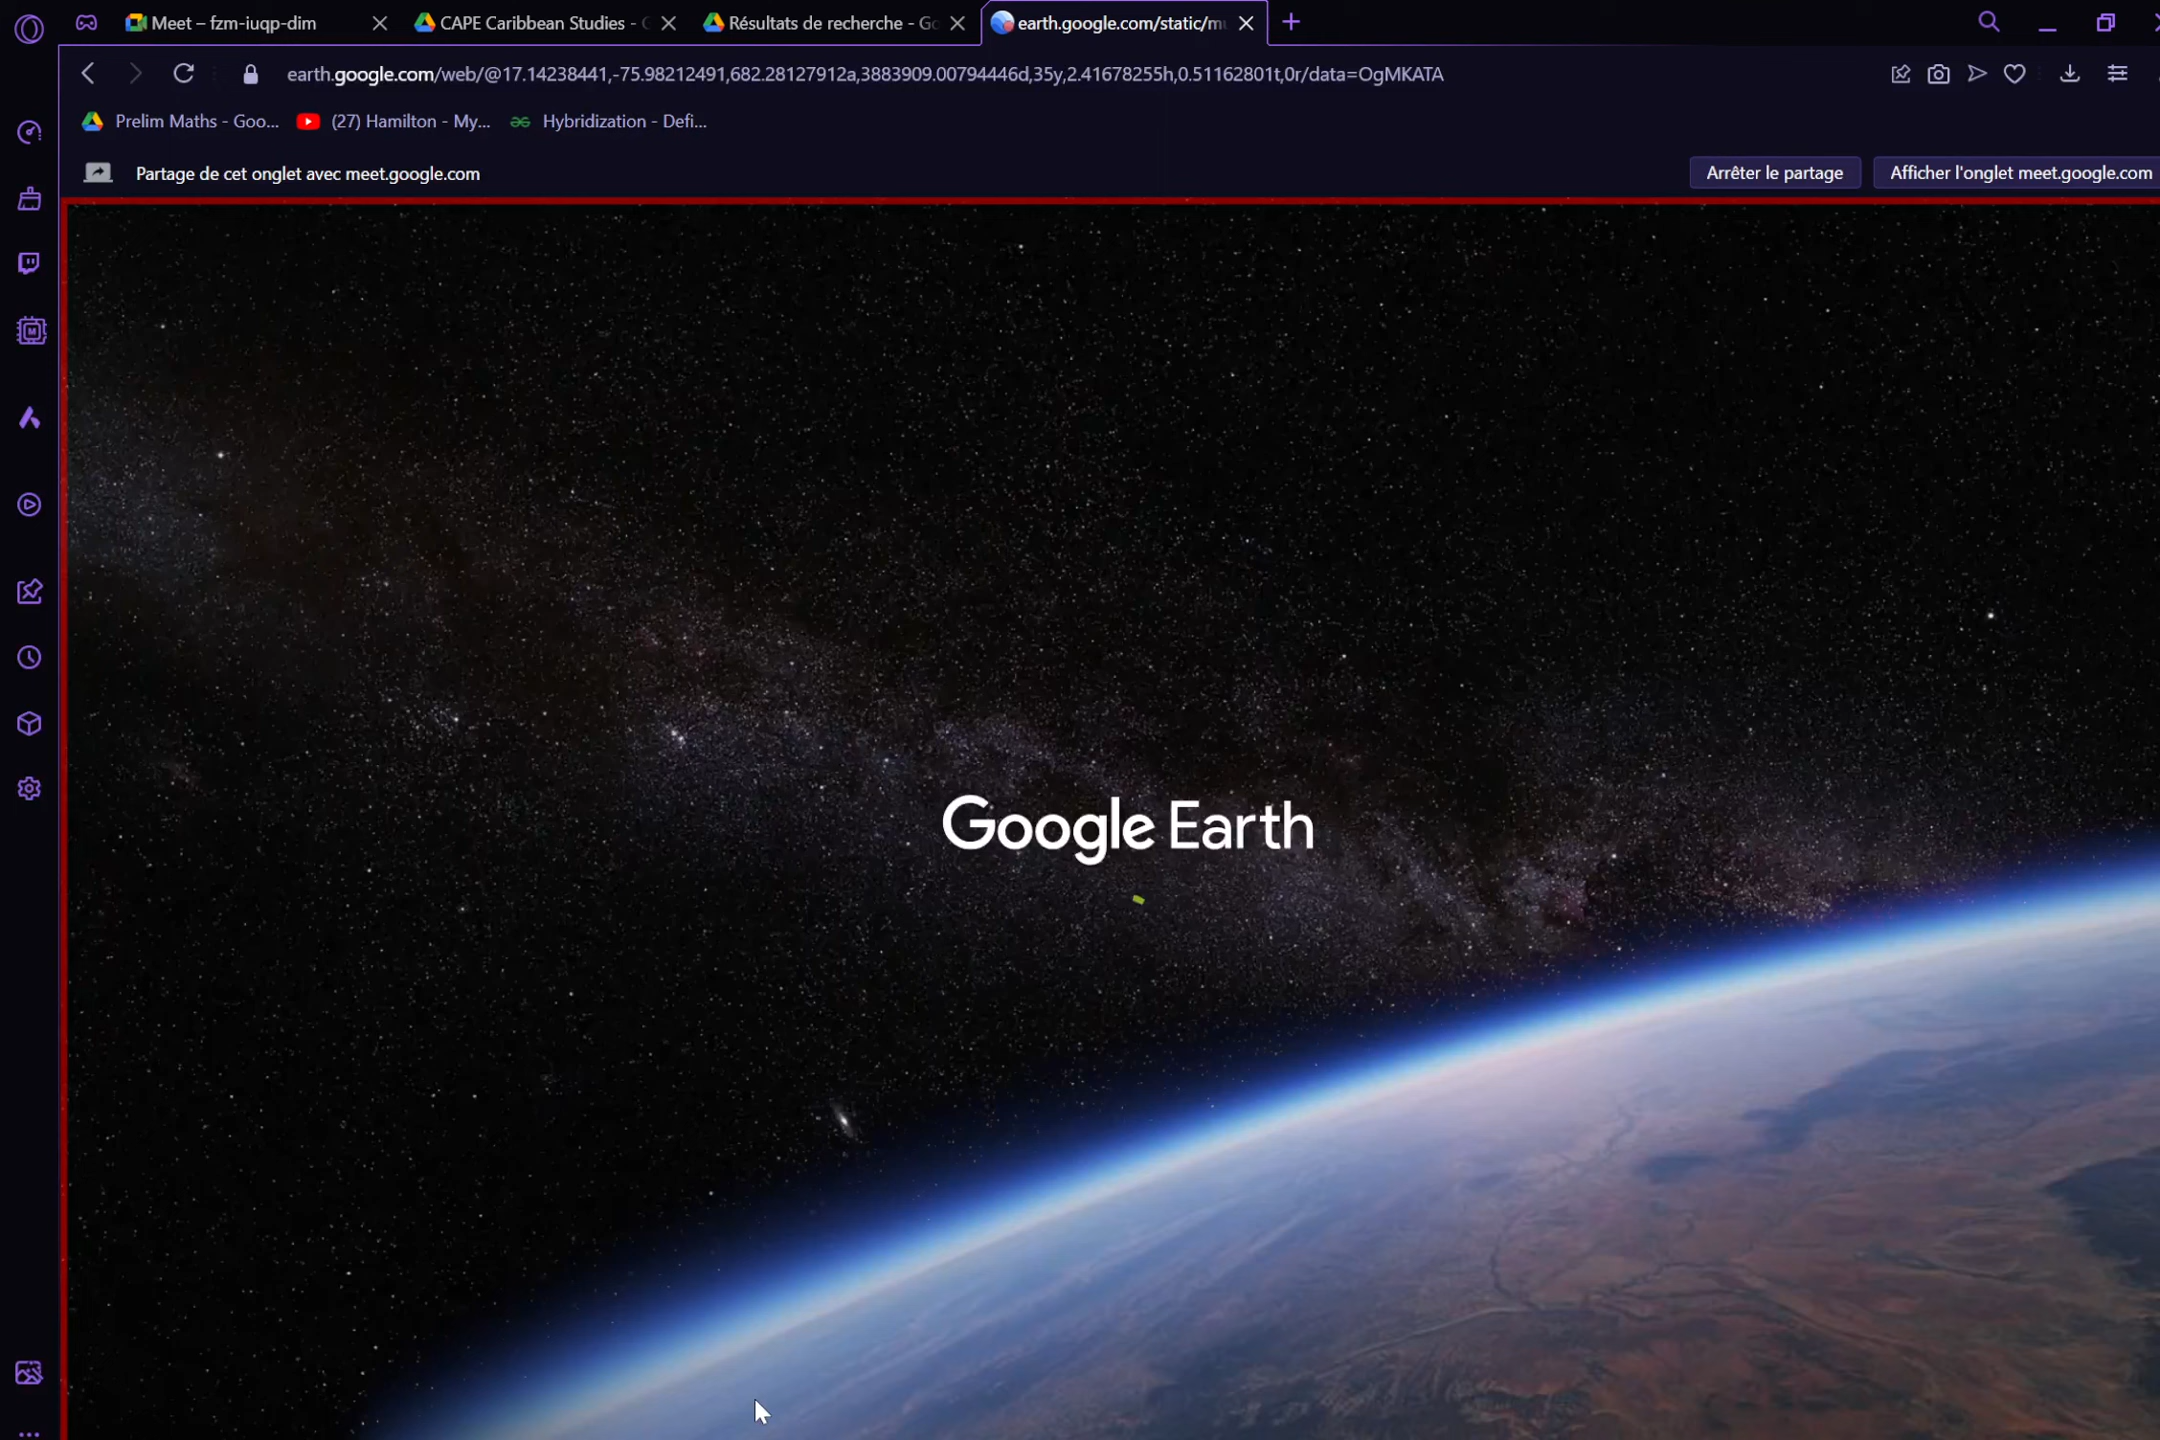 Meet – fzm-iuqp-dim
CAPE Caribbean Studies - G
Résultats de recherche - Go
earth.google.com/static/mu
earth.google.com/web/@17.14238441,-75.98212491,682.28127912a,3883909.00794446d,35y,2.41678255h,0.51162801t,0r/data=OgMKATA
Prelim Maths - Goo...
(27) Hamilton - My...
Hybridization - Defi...
Partage de cet onglet avec meet.google.com
Arrêter le partage
Afficher l'onglet meet.google.com
Google Earth